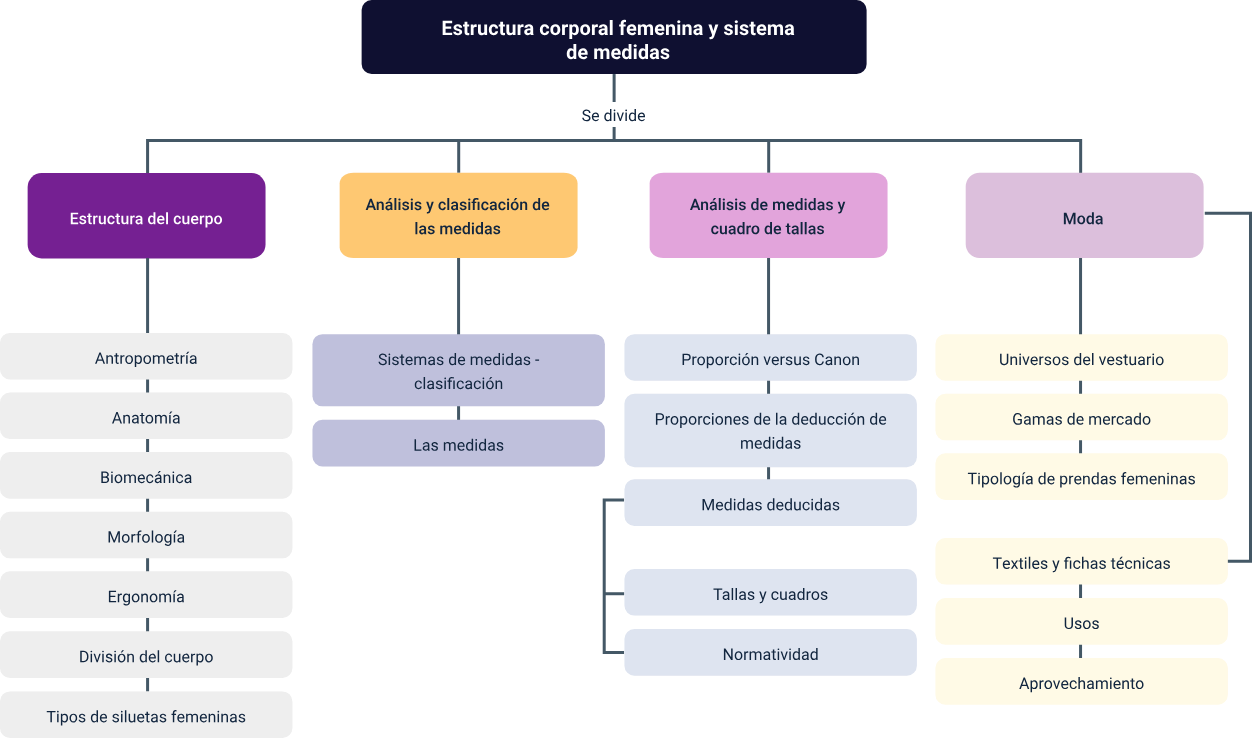 Estructura corporal femenina y sistema
de medidas
Se divide
Estructura del cuerpo
Antropometría
Anatomía
Biomecánica
Morfología
Ergonomía
División del cuerpo
Tipos de siluetas femeninas
Análisis y clasificación de
las medidas
Sistemas de medidas -
clasificación
Las medidas
Análisis de medidas y
cuadro de tallas
Proporción versus Canon
Proporciones de la deducción de
medidas
Medidas deducidas
Tallas y cuadros
Normatividad
Moda
Universos del vestuario
Gamas de mercado
Tipología de prendas femeninas
Textiles y fichas técnicas
Usos
Aprovechamiento